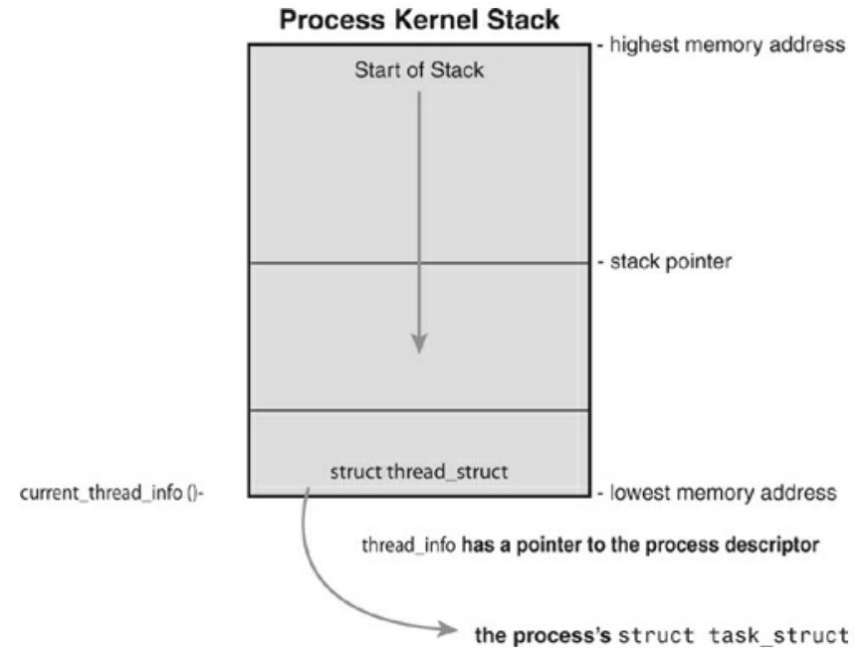 Process Kernel Stack
- highest memory address
Start of Stack
- stack pointer
struct thread_struct
current_thread_info ()-
- lowest memory address
thread_info has a pointer to the process descriptor
the process's struct task_struct